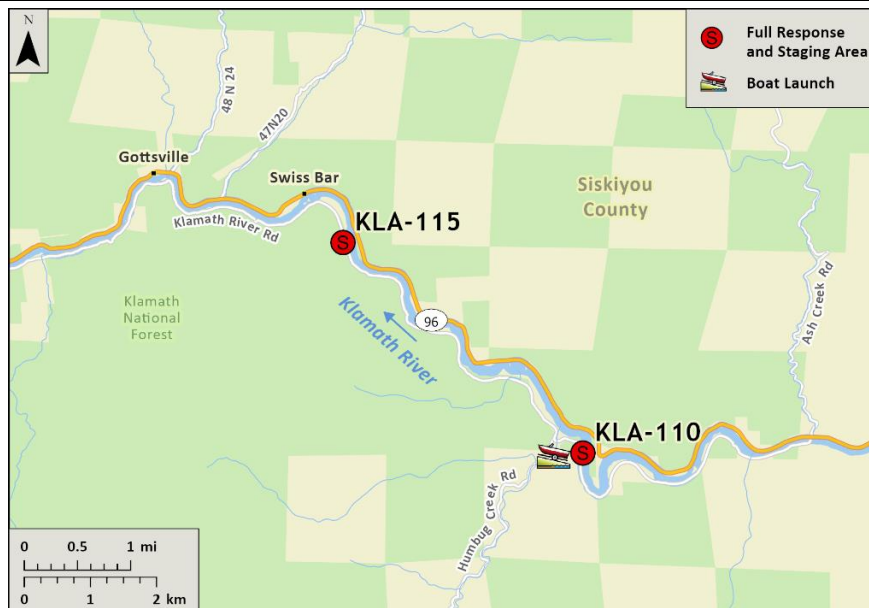 N
S
Full Response
and Staging Area
Boat Launch
48 N 24
47N20
Gottsville
Swiss Bar
Klamath River Rd
KLA-115
S
Siskiyou
County
Klamath
National
Forest
Klamath River
96
Ash Creek Rd
KLA-110
S
Humbug Creek Rd
0 0.5 1 mi
0 1 2 km